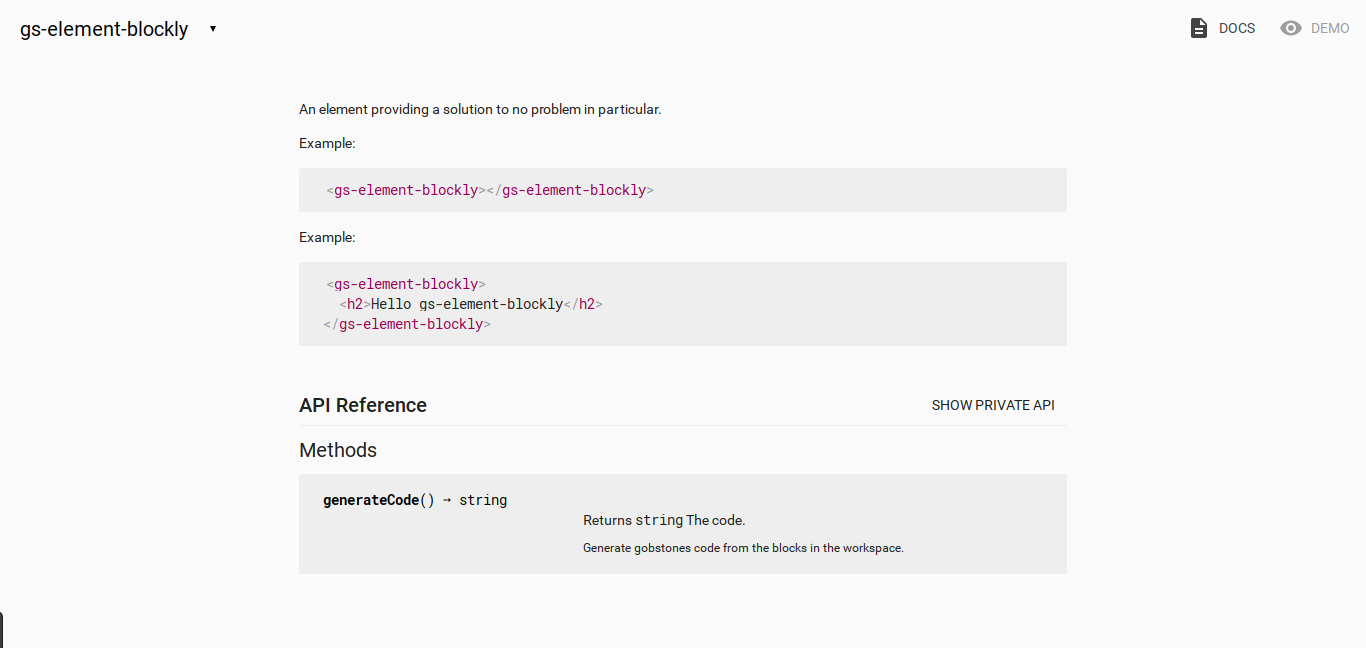 gs-element-blockly ▼
DOCS
DEMO
An element providing a solution to no problem in particular.
Example:
<gs-element-blockly></gs-element-blockly>
Example:
<gs-element-blockly>
<h2>Hello gs-element-blockly</h2>
</gs-element-blockly>
API Reference
SHOW PRIVATE API
Methods
generateCode() → string
Returns string The code.
Generate gobstones code from the blocks in the workspace.